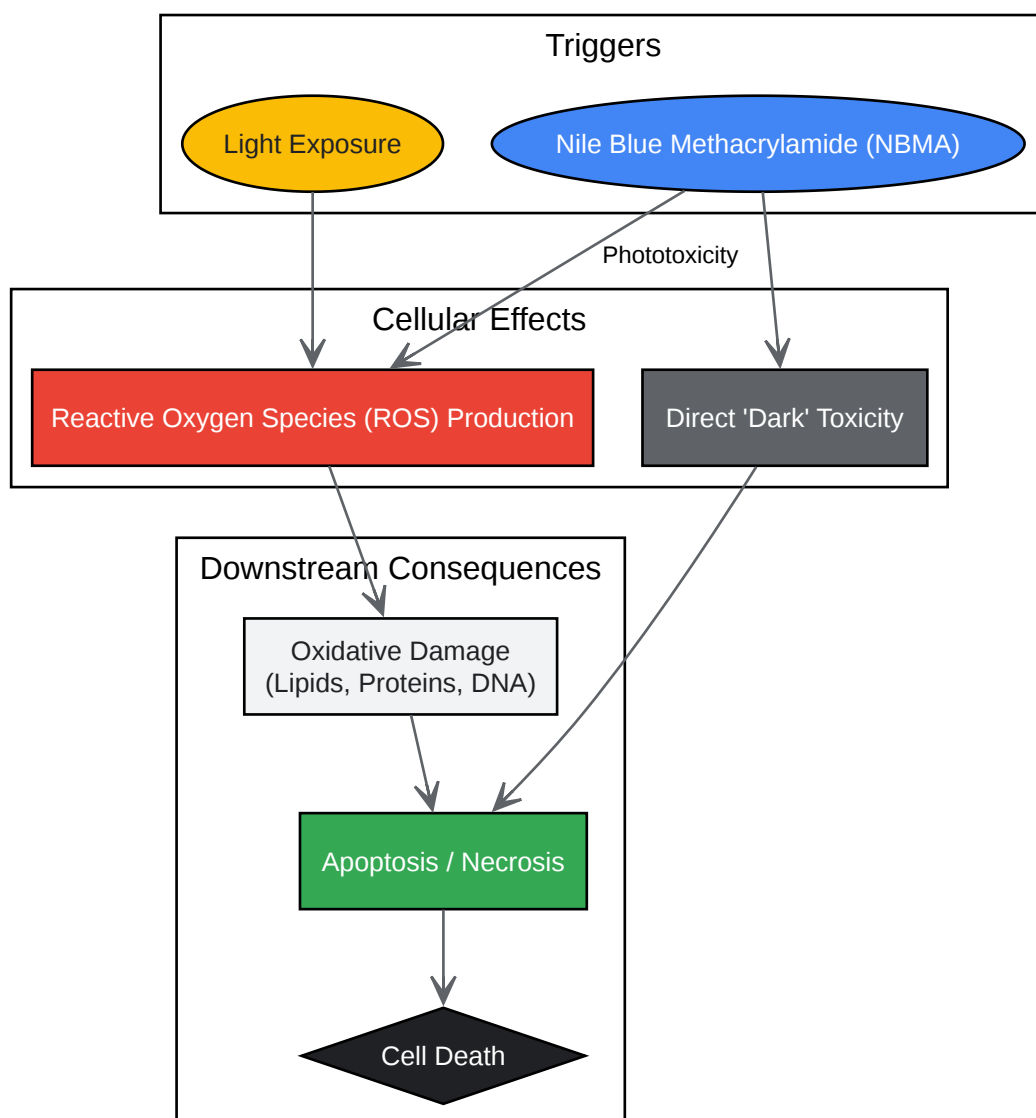 Triggers
Light Exposure
Nile Blue Methacrylamide (NBMA)
Phototoxicity
Cellular Effects
Reactive Oxygen Species (ROS) Production
Direct 'Dark' Toxicity
Downstream Consequences
Oxidative Damage
(Lipids, Proteins, DNA)
Apoptosis / Necrosis
Cell Death